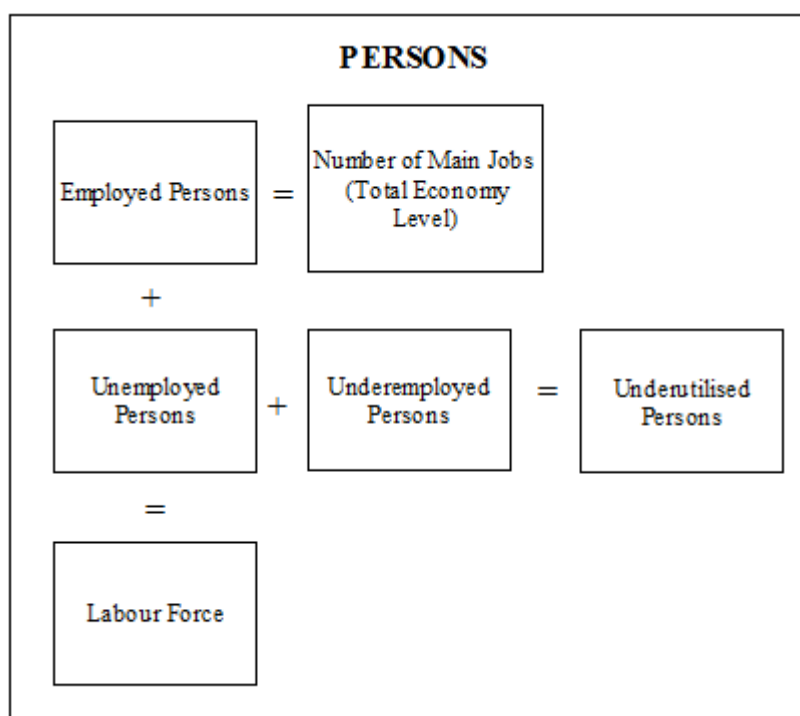 PERSONS
Employed Persons
=
Number of Main Jobs
(Total Economy
Level)
+
Unemployed
Persons
+
Underemployed
Persons
=
Underutilised
Persons
=
Labour Force